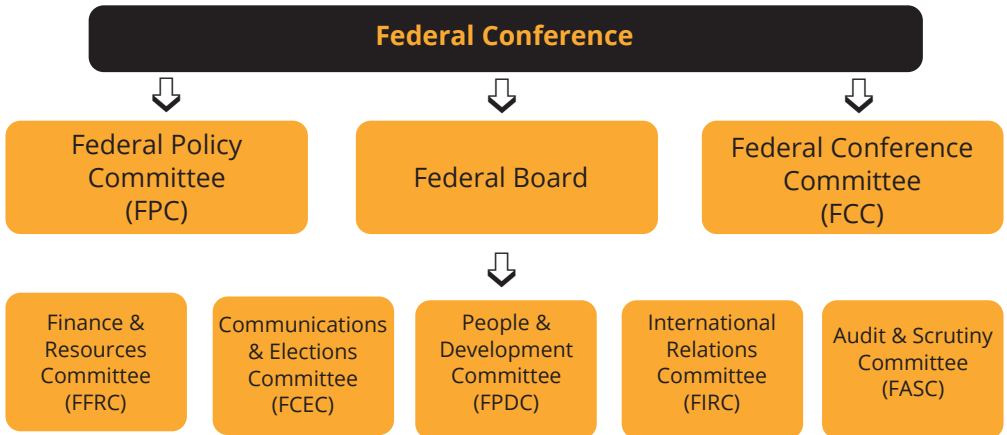 Federal Conference
Federal Policy
Committee
(FPC)
Federal Board
Federal Conference
Committee
(FCC)
Finance &
Resources
Committee
(FFRC)
Communications
& Elections
Committee
(FCEC)
People &
Development
Committee
(FPDC)
International
Relations
Committee
(FIRC)
Audit & Scrutiny
Committee
(FASC)